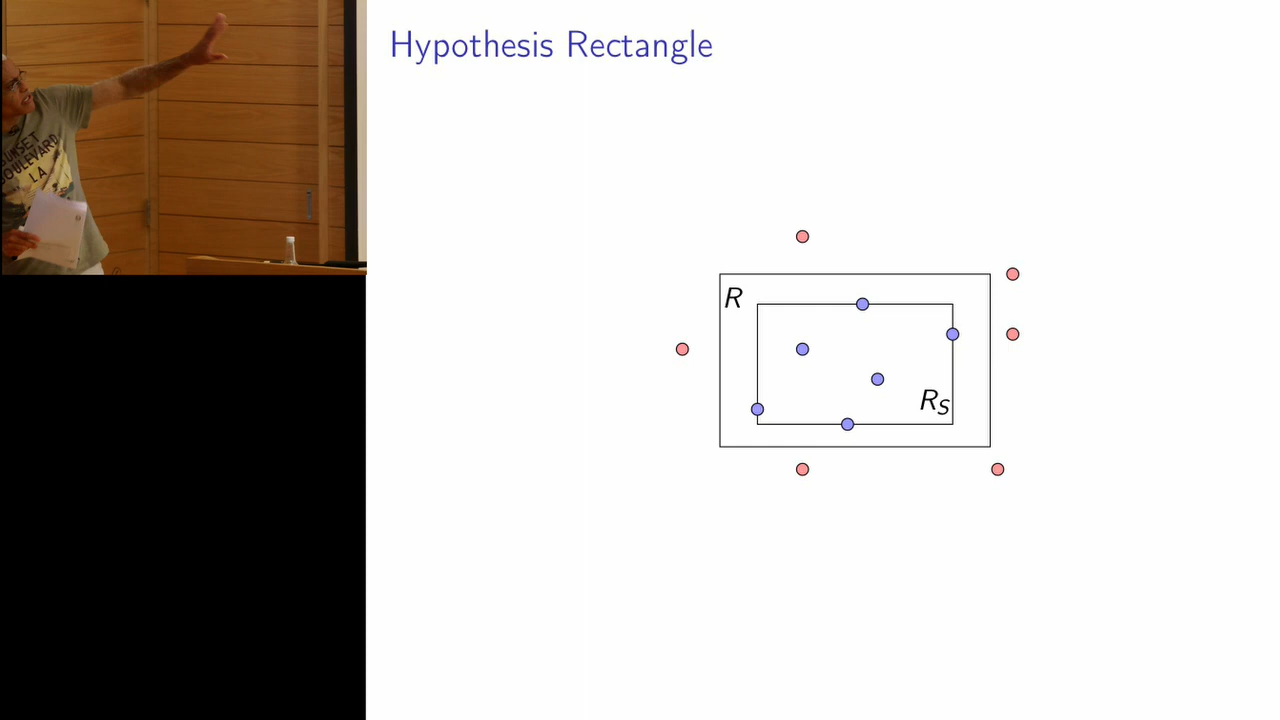 SUNSET
BOULEVARD
LA
Hypothesis Rectangle
R
R_S